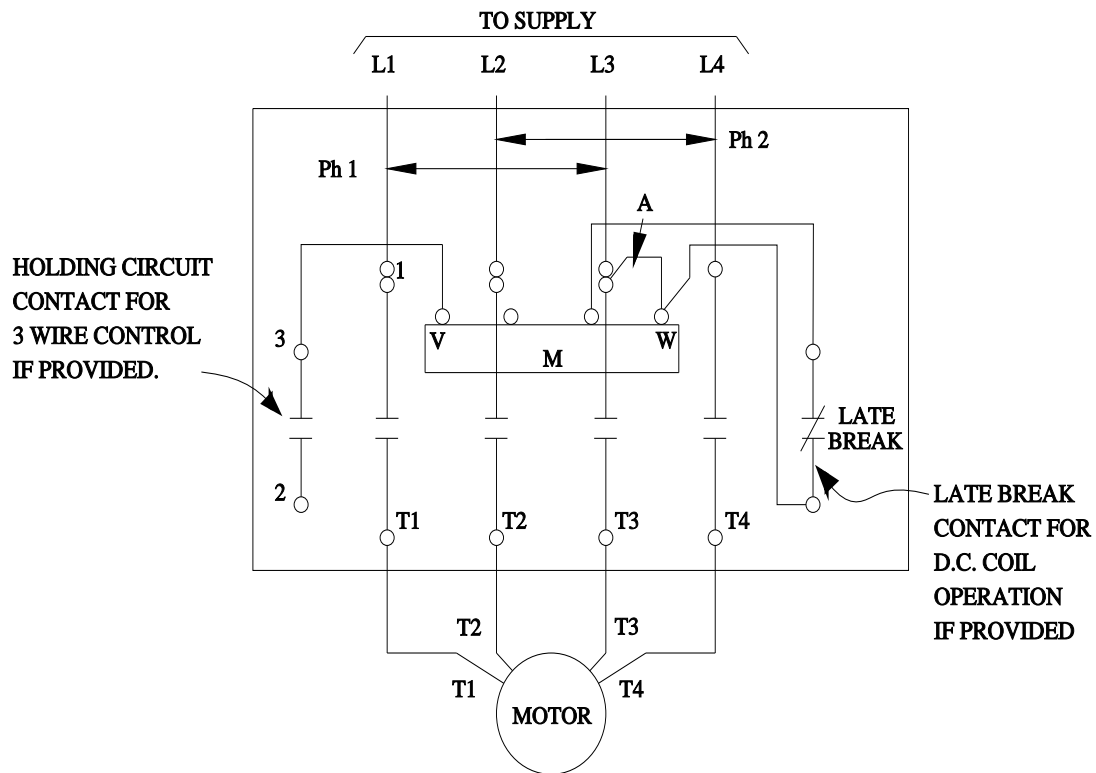 TO SUPPLY
L1 L2 L3 L4
Ph 2
Ph 1
A
HOLDING CIRCUIT
CONTACT FOR
3 WIRE CONTROL
IF PROVIDED.
1
3
V W
M
LATE
BREAK
2
T1 T2 T3 T4
LATE BREAK
CONTACT FOR
D.C. COIL
OPERATION
IF PROVIDED
T2 T3
T1 T4
MOTOR